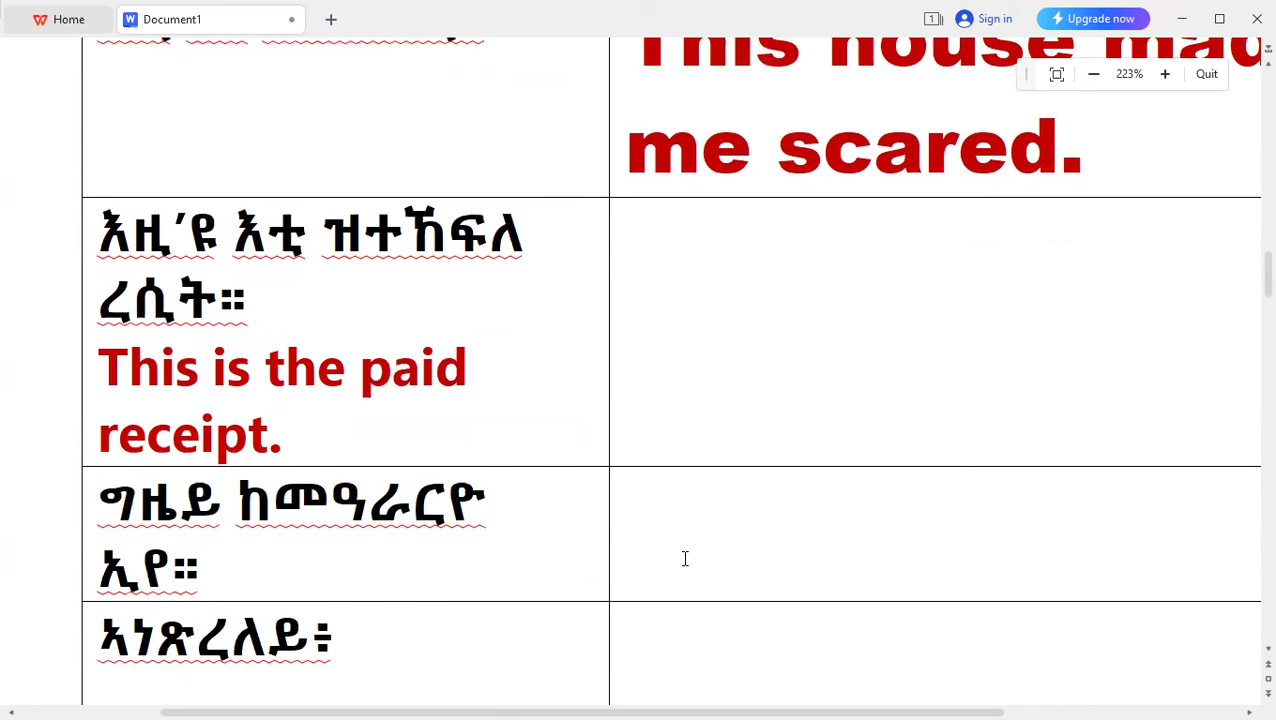 Home
Document1
1
Sign in
Upgrade now
This house mad
223%
Quit
me scared.
እዚ’ዩ እቲ ዝተኸፍለ
ረሲት።
This is the paid
receipt.
ግዜይ ከመዓራርዮ
ኢየ።
ኣነጽረለይ፥